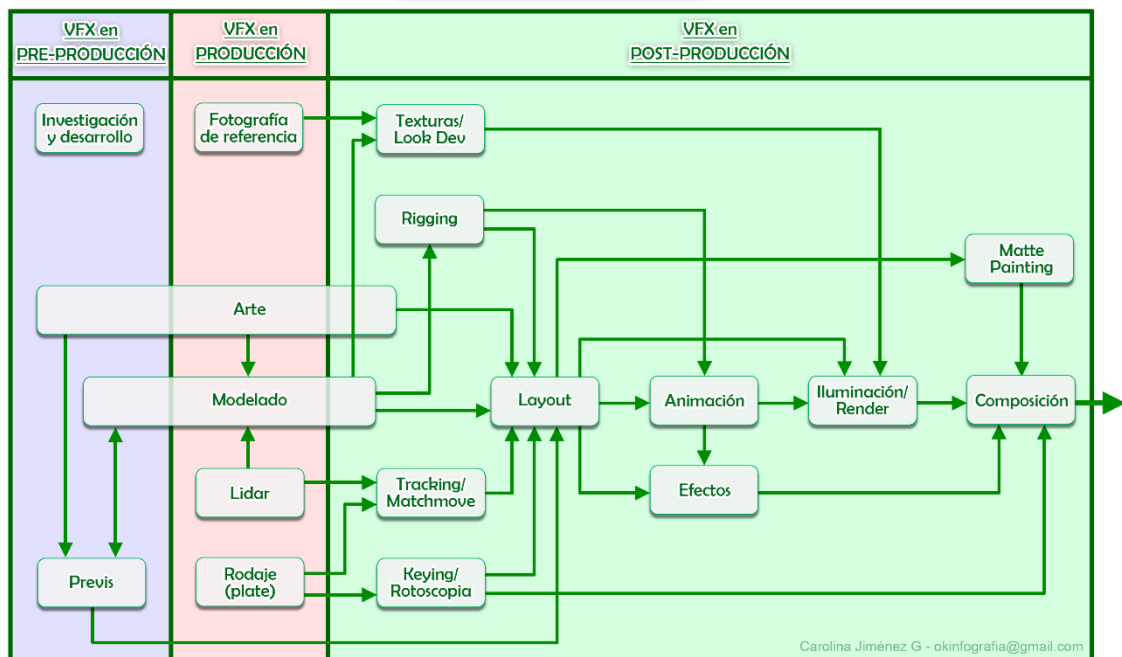 VFX en
PRE-PRODUCCIÓN
VFX en
PRODUCCIÓN
VFX en
POST-PRODUCCIÓN
Investigación
y desarrollo
Fotografía
de referencia
Texturas/
Look Dev
Rigging
Matte
Painting
Arte
Modelado
Layout
Animación
Iluminación/
Render
Composición
Lidar
Tracking/
Matchmove
Efectos
Previs
Rodaje
(plate)
Keying/
Rotoscopia
Carolina Jiménez G - okinfografia@gmail.com